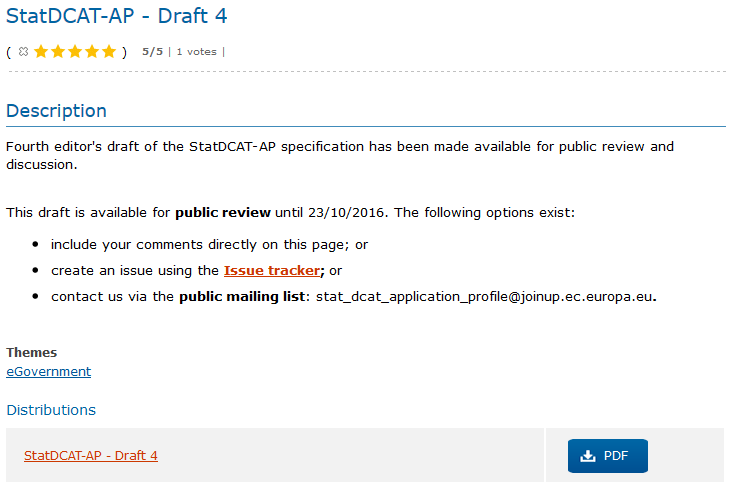 StatDCAT-AP - Draft 4
( ) 5/5 | 1 votes |
Description
Fourth editor's draft of the StatDCAT-AP specification has been made available for public review and
discussion.
This draft is available for public review until 23/10/2016. The following options exist:
• include your comments directly on this page; or
• create an issue using the Issue tracker; or
• contact us via the public mailing list: stat_dcat_application_profile@joinup.ec.europa.eu.
Themes
eGovernment
Distributions
StatDCAT-AP - Draft 4
PDF